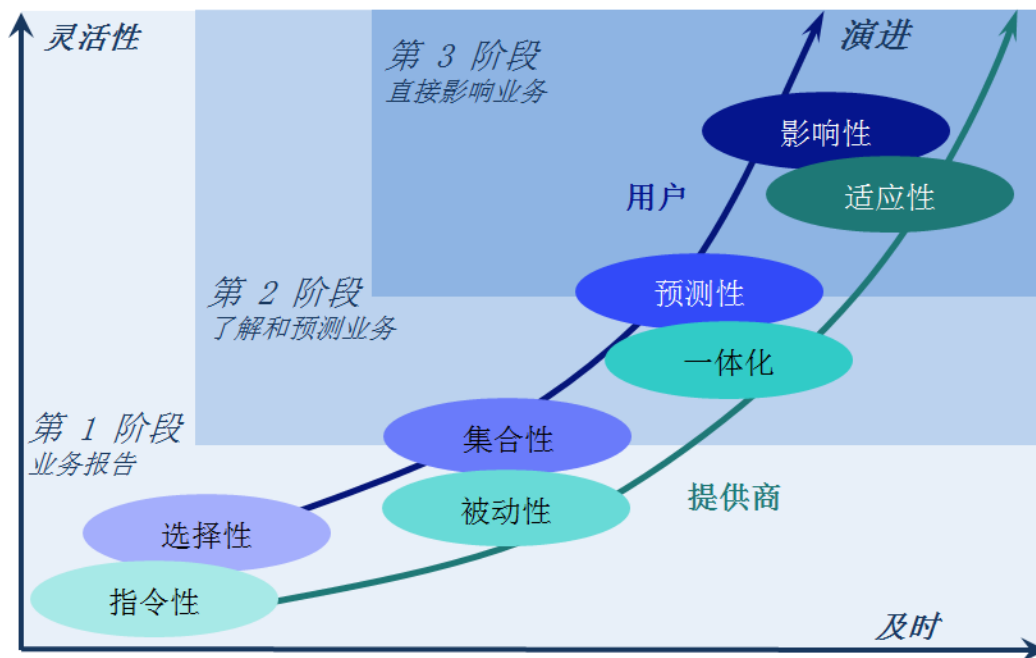 灵活性
演进
第 3 阶段
直接影响业务
影响性
用户
适应性
第 2 阶段
了解和预测业务
预测性
一体化
第 1 阶段
业务报告
集合性
提供商
被动性
选择性
指令性
及时